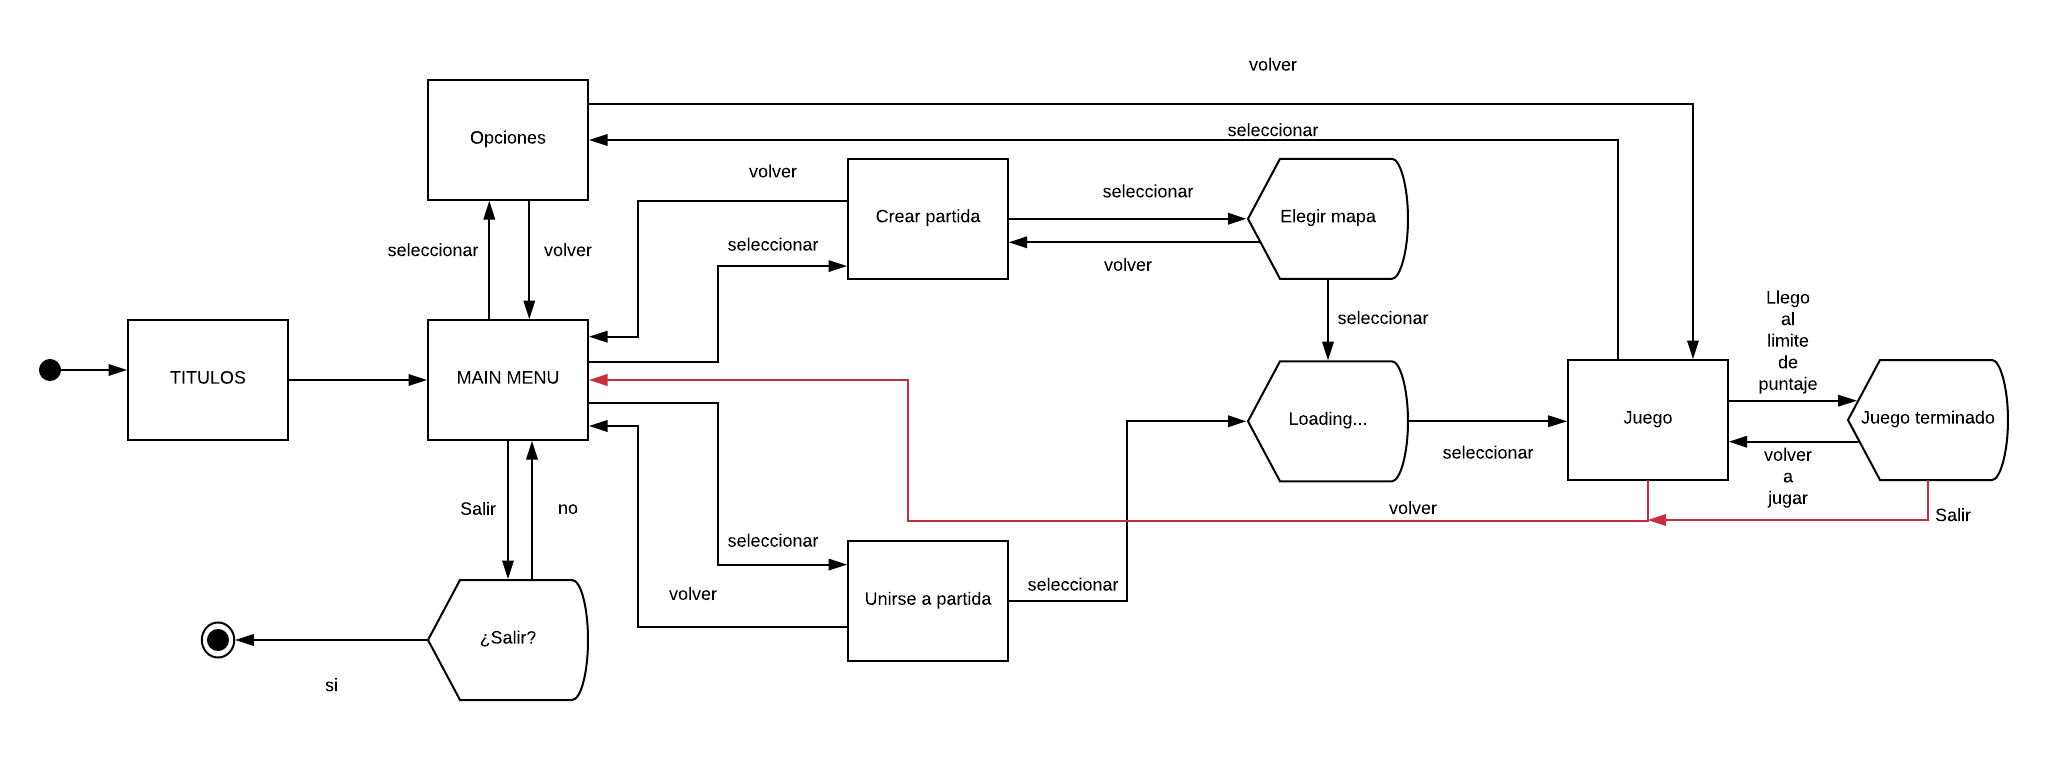 volver
Opciones
seleccionar
volver
seleccionar
Crear partida
Elegir mapa
seleccionar
volver
seleccionar
volver
volver
Llego
al
limite
de
puntaje
seleccionar
TITULOS
MAIN MENU
Loading...
Juego
Juego terminado
seleccionar
volver
a
jugar
Salir
no
volver
Salir
seleccionar
seleccionar
volver
Unirse a partida
¿Salir?
si